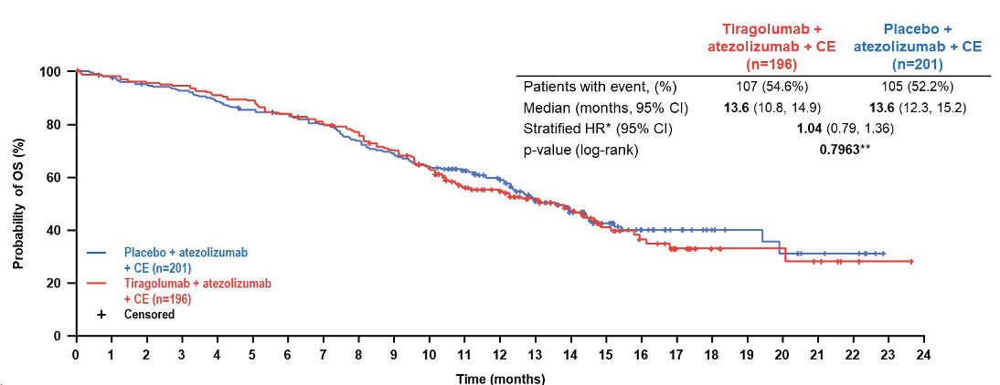 Tiragolumab + Placebo +
atezolizumab + CE atezolizumab + CE
(n=196) (n=201)
Patients with event, (%) 107 (54.6%) 105 (52.2%)
Median (months, 95% CI) 13.6 (10.8, 14.9) 13.6 (12.3, 15.2)
Stratified HR* (95% CI) 1.04 (0.79, 1.36)
p-value (log-rank) 0.7963**
Probability of OS (%)
100
80
60
40
20
0
Placebo + atezolizumab
+ CE (n=201)
Tiragolumab + atezolizumab
+ CE (n=196)
+ Censored
0 1 2 3 4 5 6 7 8 9 10 11 12 13 14 15 16 17 18 19 20 21 22 23 24
Time (months)